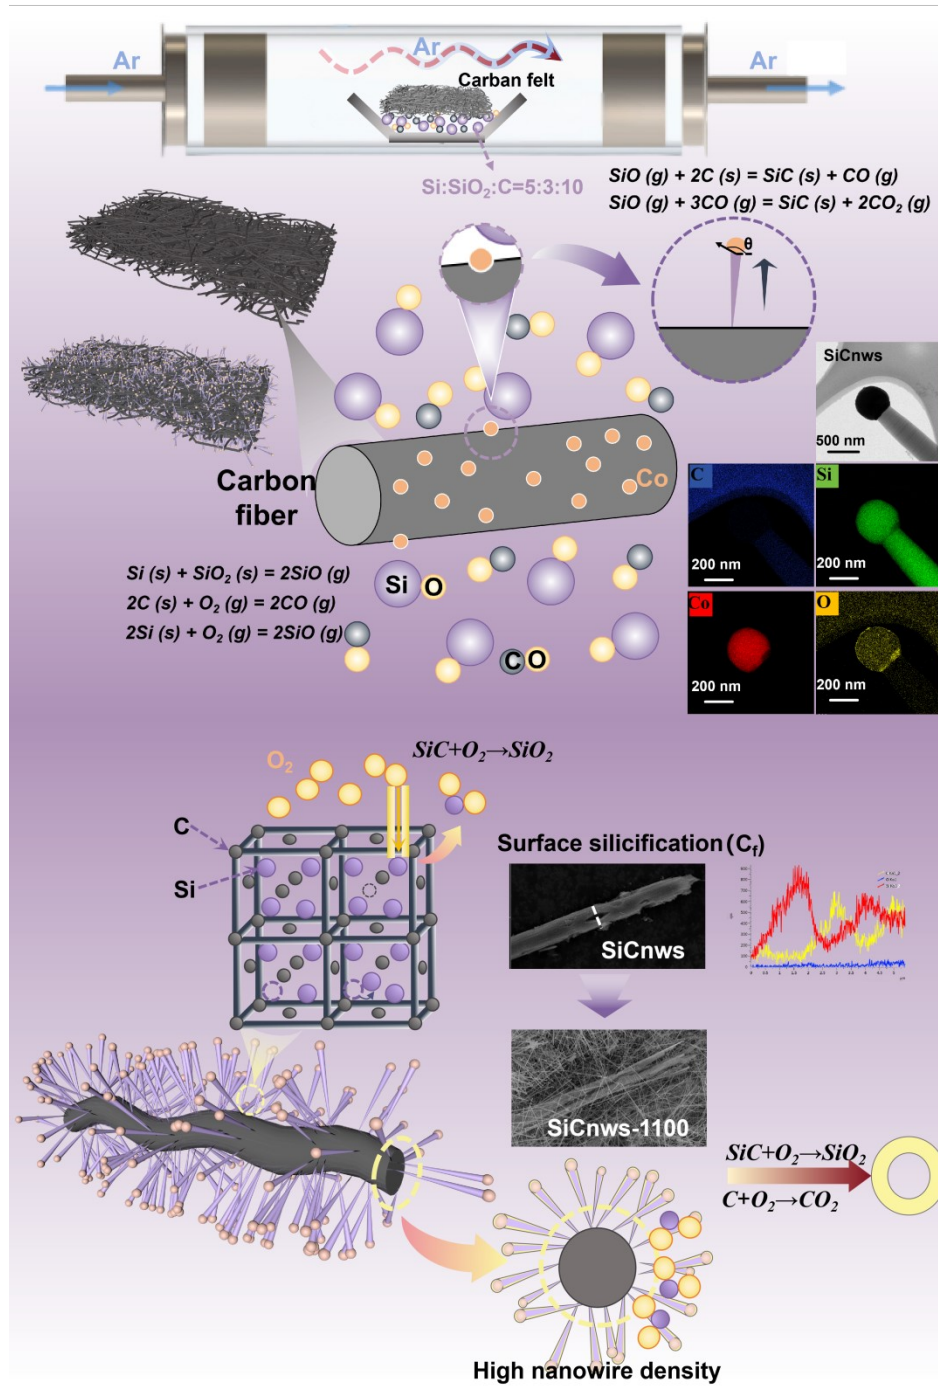 Ar
Ar
Ar
Carban felt
Si:SiO₂:C=5:3:10
SiO (g) + 2C (s) = SiC (s) + CO (g)
SiO (g) + 3CO (g) = SiC (s) + 2CO₂ (g)
θ
SiCnws
500 nm
Carbon
fiber
Co
C
200 nm
Si
200 nm
Co
200 nm
O
200 nm
Si (s) + SiO₂ (s) = 2SiO (g)
2C (s) + O₂ (g) = 2CO (g)
2Si (s) + O₂ (g) = 2SiO (g)
Si
O
C
O
O₂
SiC+O₂→SiO₂
C
Si
Surface silicification (C_f)
SiCnws
SiCnws-1100
SiC+O₂→SiO₂
C+O₂→CO₂
High nanowire density